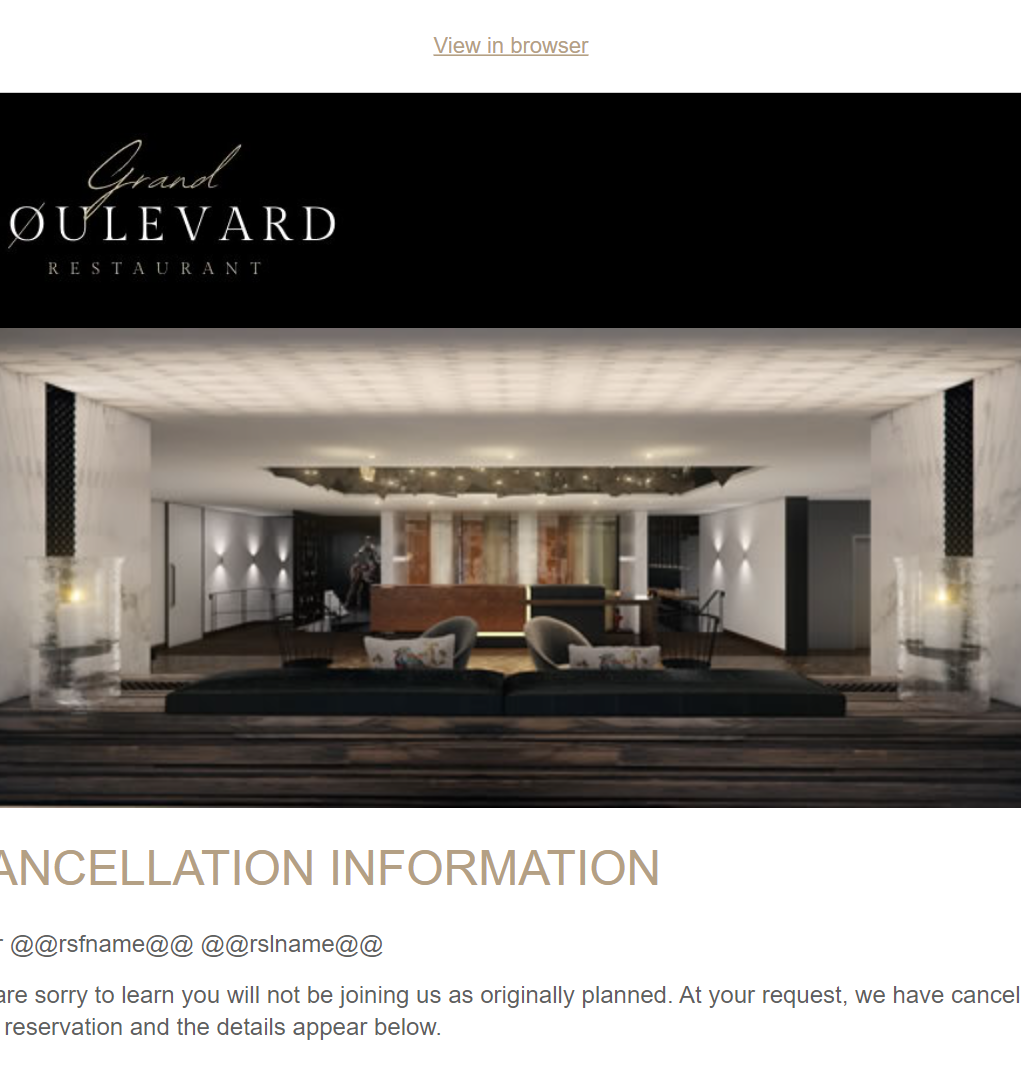 View in browser
Grand
ØULEVARD
RESTAURANT
ANCELLATION INFORMATION
r @@rsfname@@ @@rslname@@
are sorry to learn you will not be joining us as originally planned. At your request, we have cancel
reservation and the details appear below.